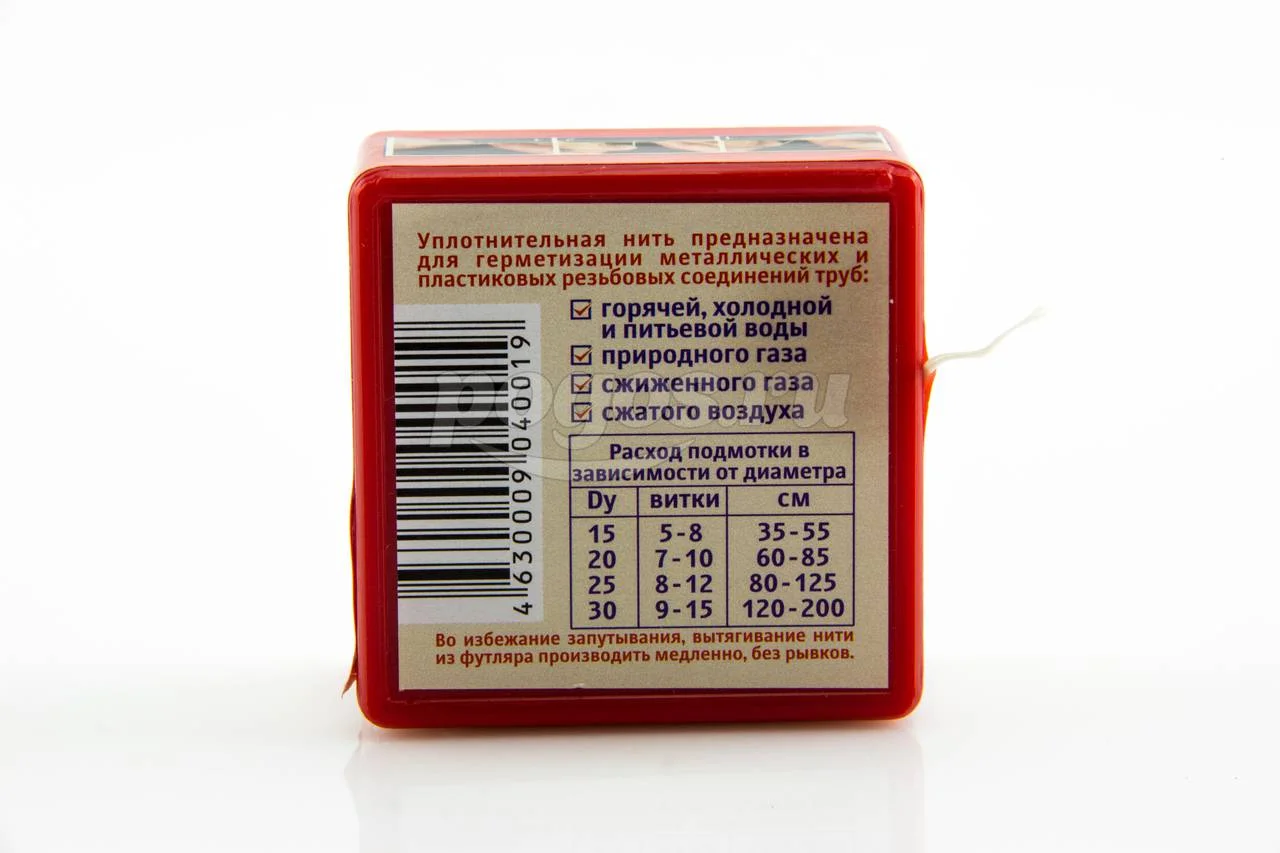 Уплотнительная нить предназначена
для герметизации металлических и
пластиковых резьбовых соединений труб:
горячей, холодной
и питьевой воды
природного газа
сжиженного газа
сжатого воздуха
pogos.ru
4630009040019
Расход подмотки в
зависимости от диаметра
Dy витки см
15 5-8 35-55
20 7-10 60-85
25 8-12 80-125
30 9-15 120-200
Во избежание запутывания, вытягивание нити
из футляра производить медленно, без рывков.